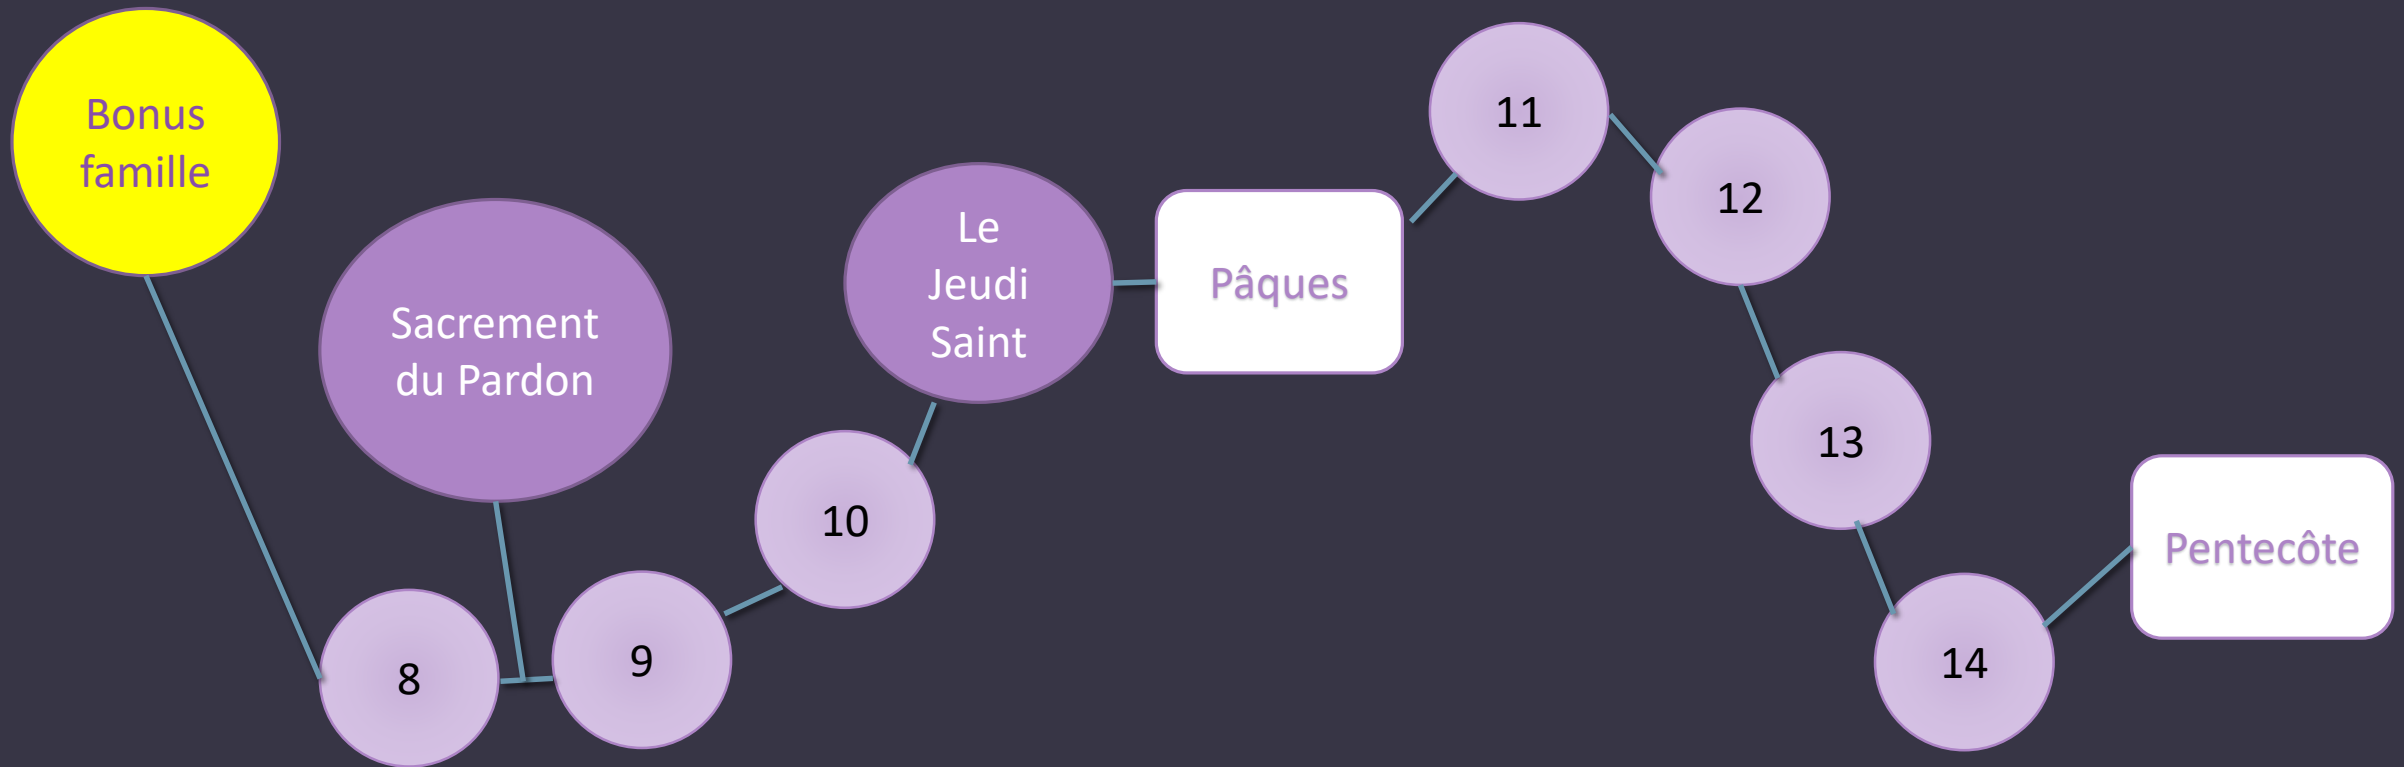 Bonus
famille
Sacrement
du Pardon
8
9
10
Le
Jeudi
Saint
Pâques
11
12
13
14
Pentecôte